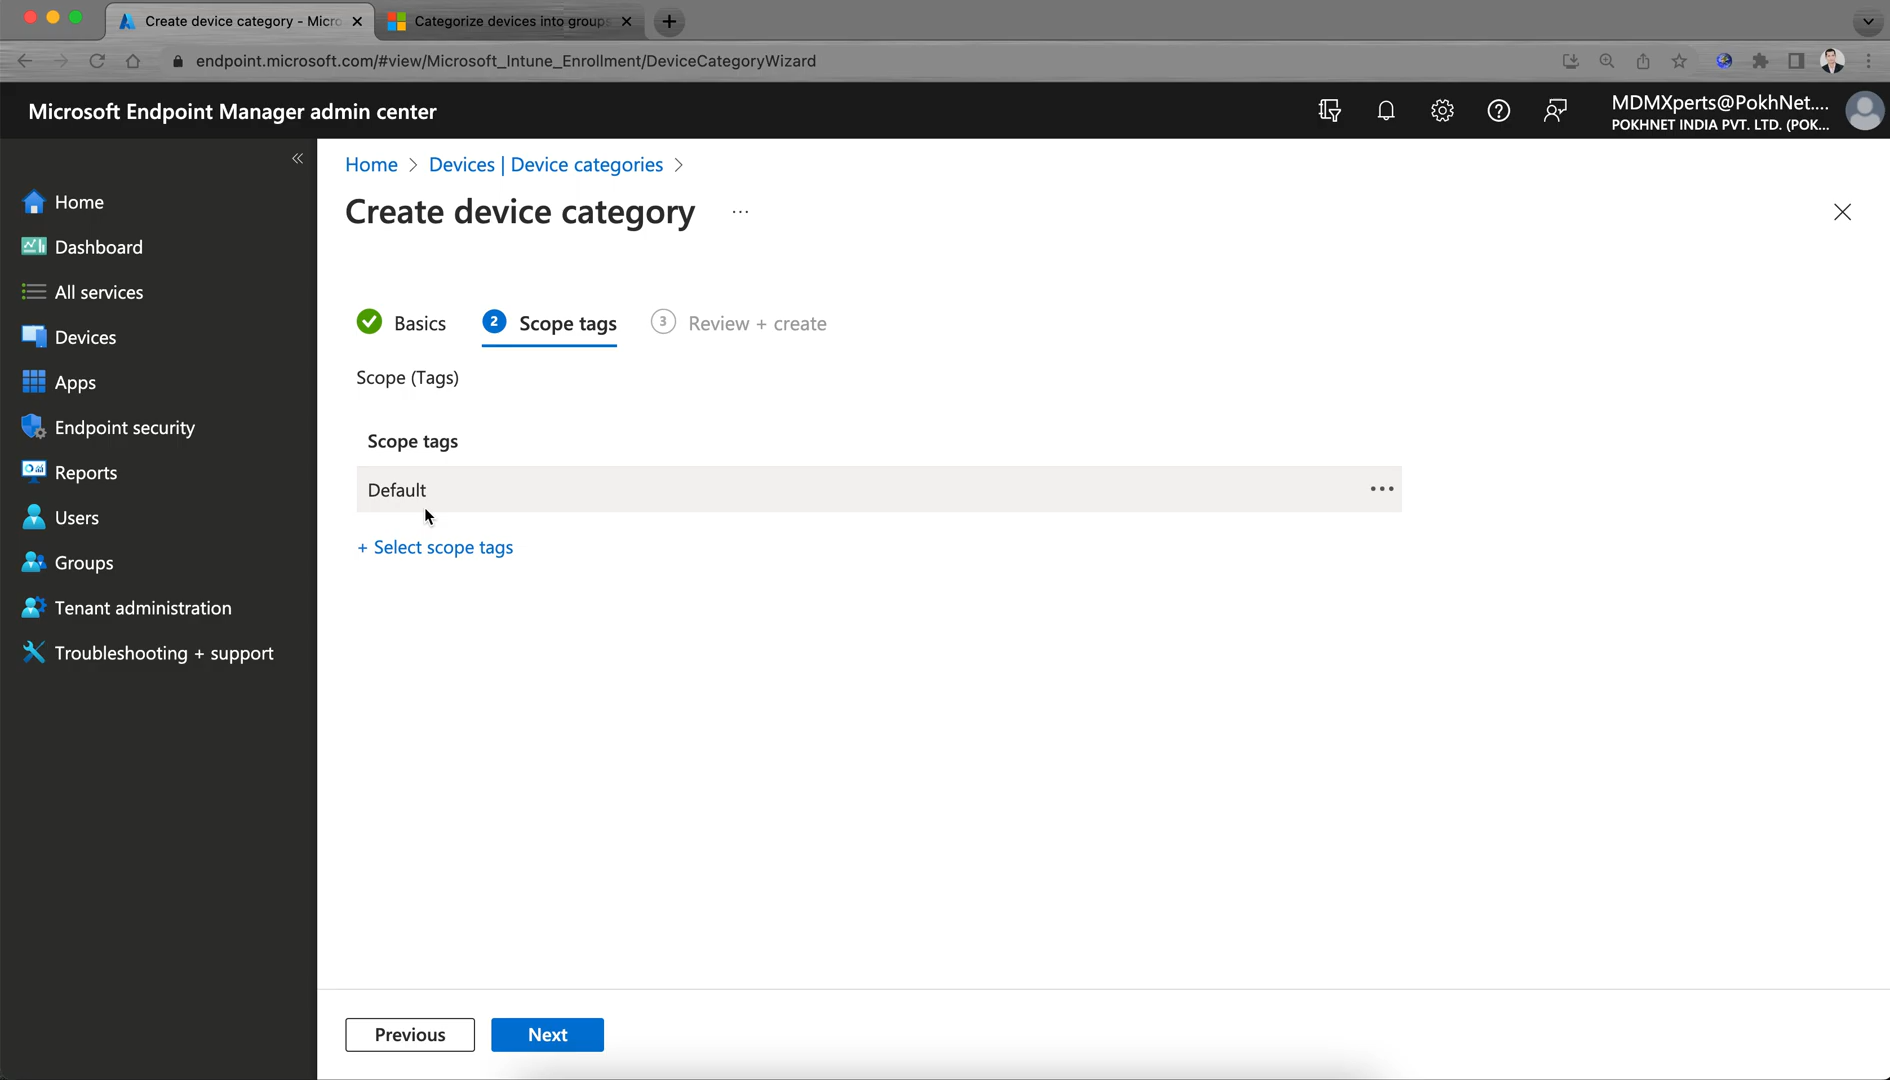 Create device category - Micro
Categorize devices into groups
endpoint.microsoft.com/#view/Microsoft_Intune_Enrollment/DeviceCategoryWizard
Microsoft Endpoint Manager admin center
MDMXperts@PokhNet....
POKHNET INDIA PVT. LTD. (POK...
Home
Dashboard
All services
Devices
Apps
Endpoint security
Reports
Users
Groups
Tenant administration
Troubleshooting + support
Home > Devices | Device categories >
Create device category ...
Basics 2 Scope tags 3 Review + create
Scope (Tags)
Scope tags
Default ...
+ Select scope tags
Previous Next